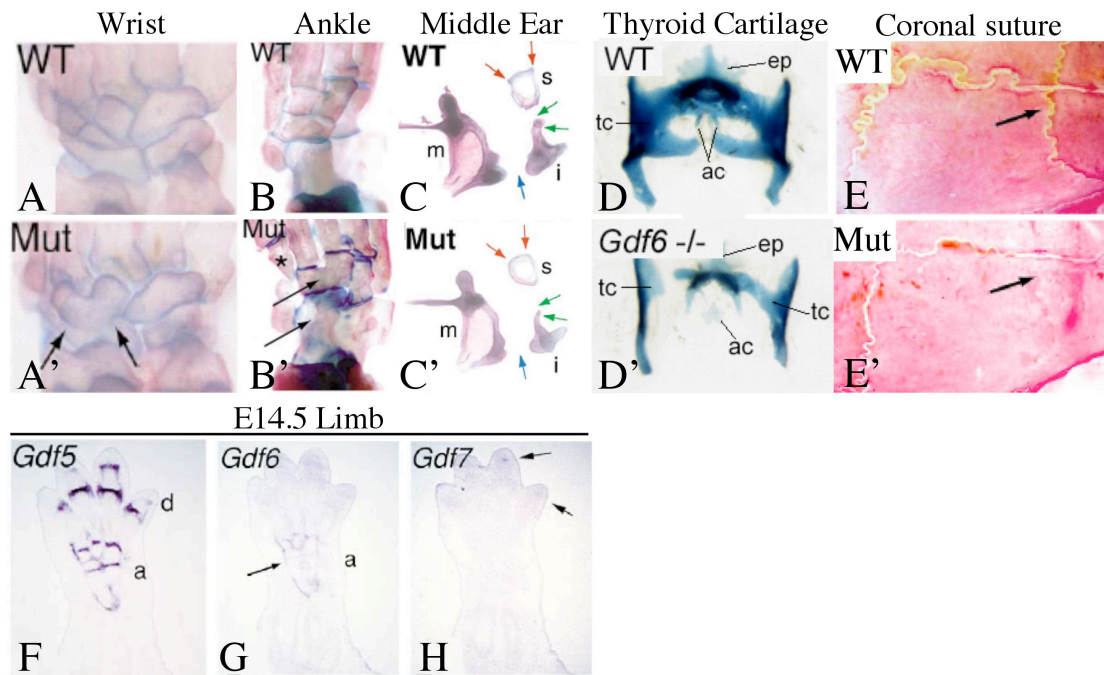 Wrist Ankle Middle Ear Thyroid Cartilage Coronal suture
WT WT WT WT WT
s
ep
m
tc
i
ac
A B C D E
Mut Mut Mut Gdf6 -/- Mut
*
s
ep
tc
m
tc
i
ac
A' B' C' D' E'
E14.5 Limb
Gdf5 Gdf6 Gdf7
d
a a
F G H